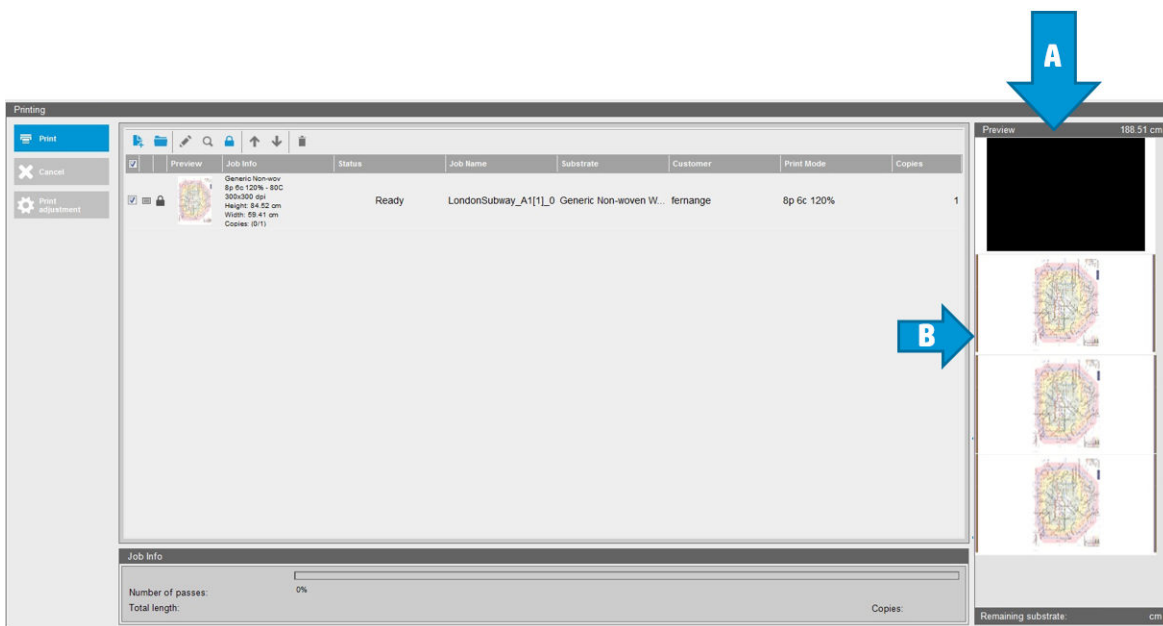 A
Printing
Print
Cancel
Print
adjustment
Preview Job Info Status Job Name Substrate Customer Print Mode Copies
Generic Non-wov
8p 6c 120% - 80C
300x300 dpi
Height: 84.52 cm
Width: 59.41 cm
Copies: (0/1)
Ready LondonSubway_A1[1]_0 Generic Non-woven W... fernange 8p 6c 120% 1
Preview 188.51 cm
B
Job Info
0%
Number of passes:
Total length: Copies:
Remaining substrate: cm